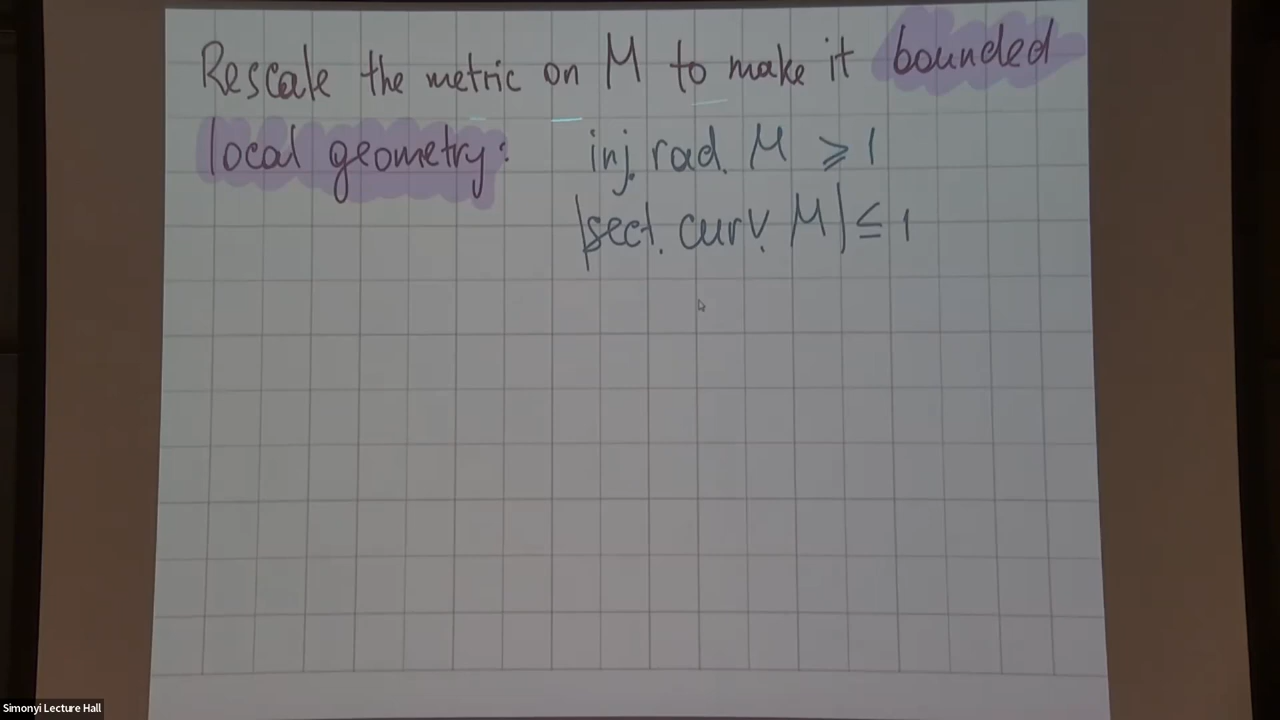 Rescale the metric on M to make it bounded
local geometry: inj. rad. M ⩾ 1
|sect. curv. M| ≤ 1
Simonyi Lecture Hall